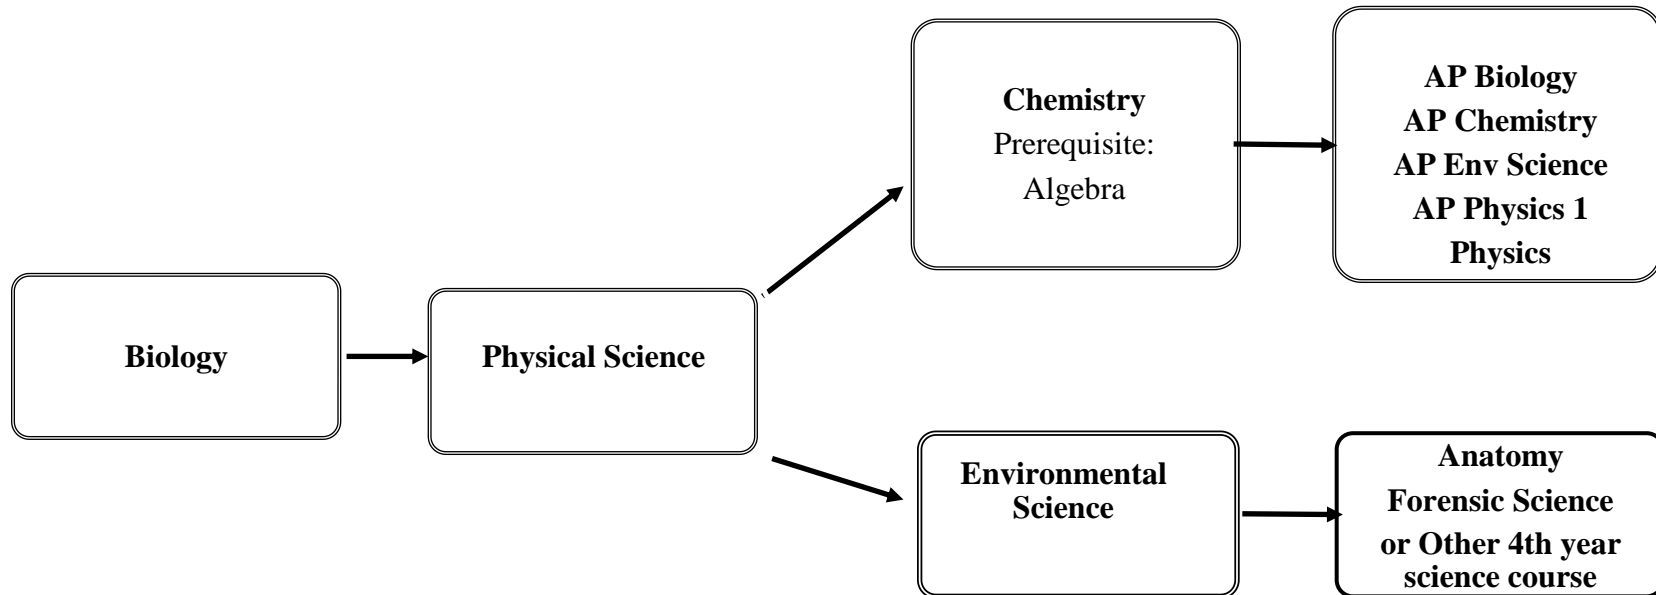 Biology
Physical Science
Chemistry
Prerequisite:
Algebra
AP Biology
AP Chemistry
AP Env Science
AP Physics 1
Physics
Environmental
Science
Anatomy
Forensic Science
or Other 4th year
science course